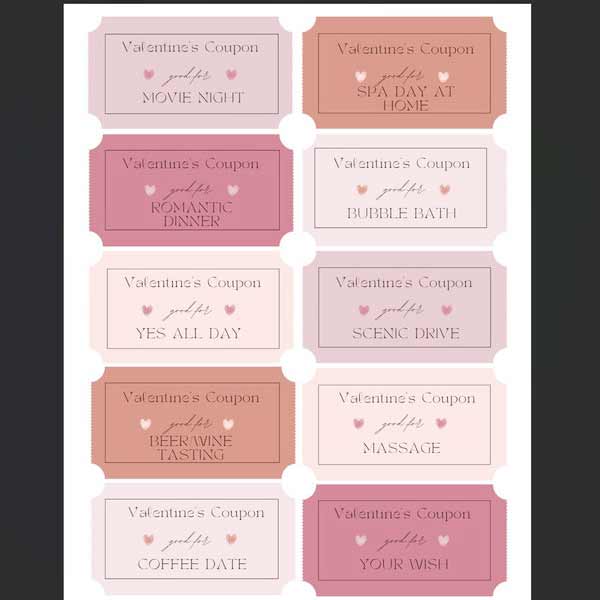 Valentine's Coupon
good for
MOVIE NIGHT
Valentine's Coupon
good for
SPA DAY AT
HOME
Valentine's Coupon
good for
ROMANTIC
DINNER
Valentine's Coupon
good for
BUBBLE BATH
Valentine's Coupon
good for
YES ALL DAY
Valentine's Coupon
good for
SCENIC DRIVE
Valentine's Coupon
good for
BEER/WINE
TASTING
Valentine's Coupon
good for
MASSAGE
Valentine's Coupon
good for
COFFEE DATE
Valentine's Coupon
good for
YOUR WISH